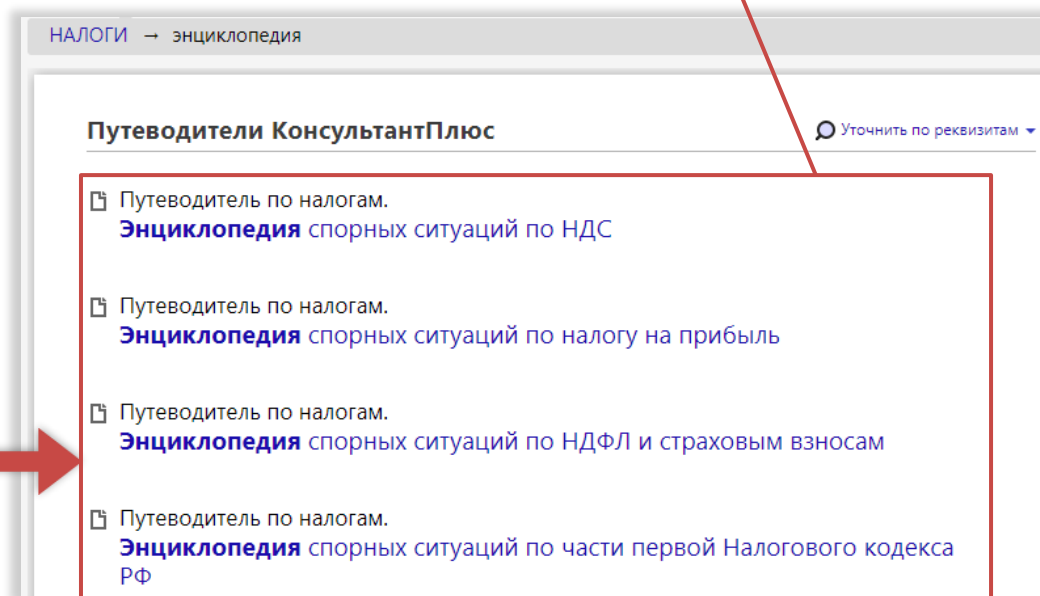 НАЛОГИ → энциклопедия
Путеводители КонсультантПлюс
Уточнить по реквизитам
Путеводитель по налогам.
Энциклопедия спорных ситуаций по НДС
Путеводитель по налогам.
Энциклопедия спорных ситуаций по налогу на прибыль
Путеводитель по налогам.
Энциклопедия спорных ситуаций по НДФЛ и страховым взносам
Путеводитель по налогам.
Энциклопедия спорных ситуаций по части первой Налогового кодекса
РФ